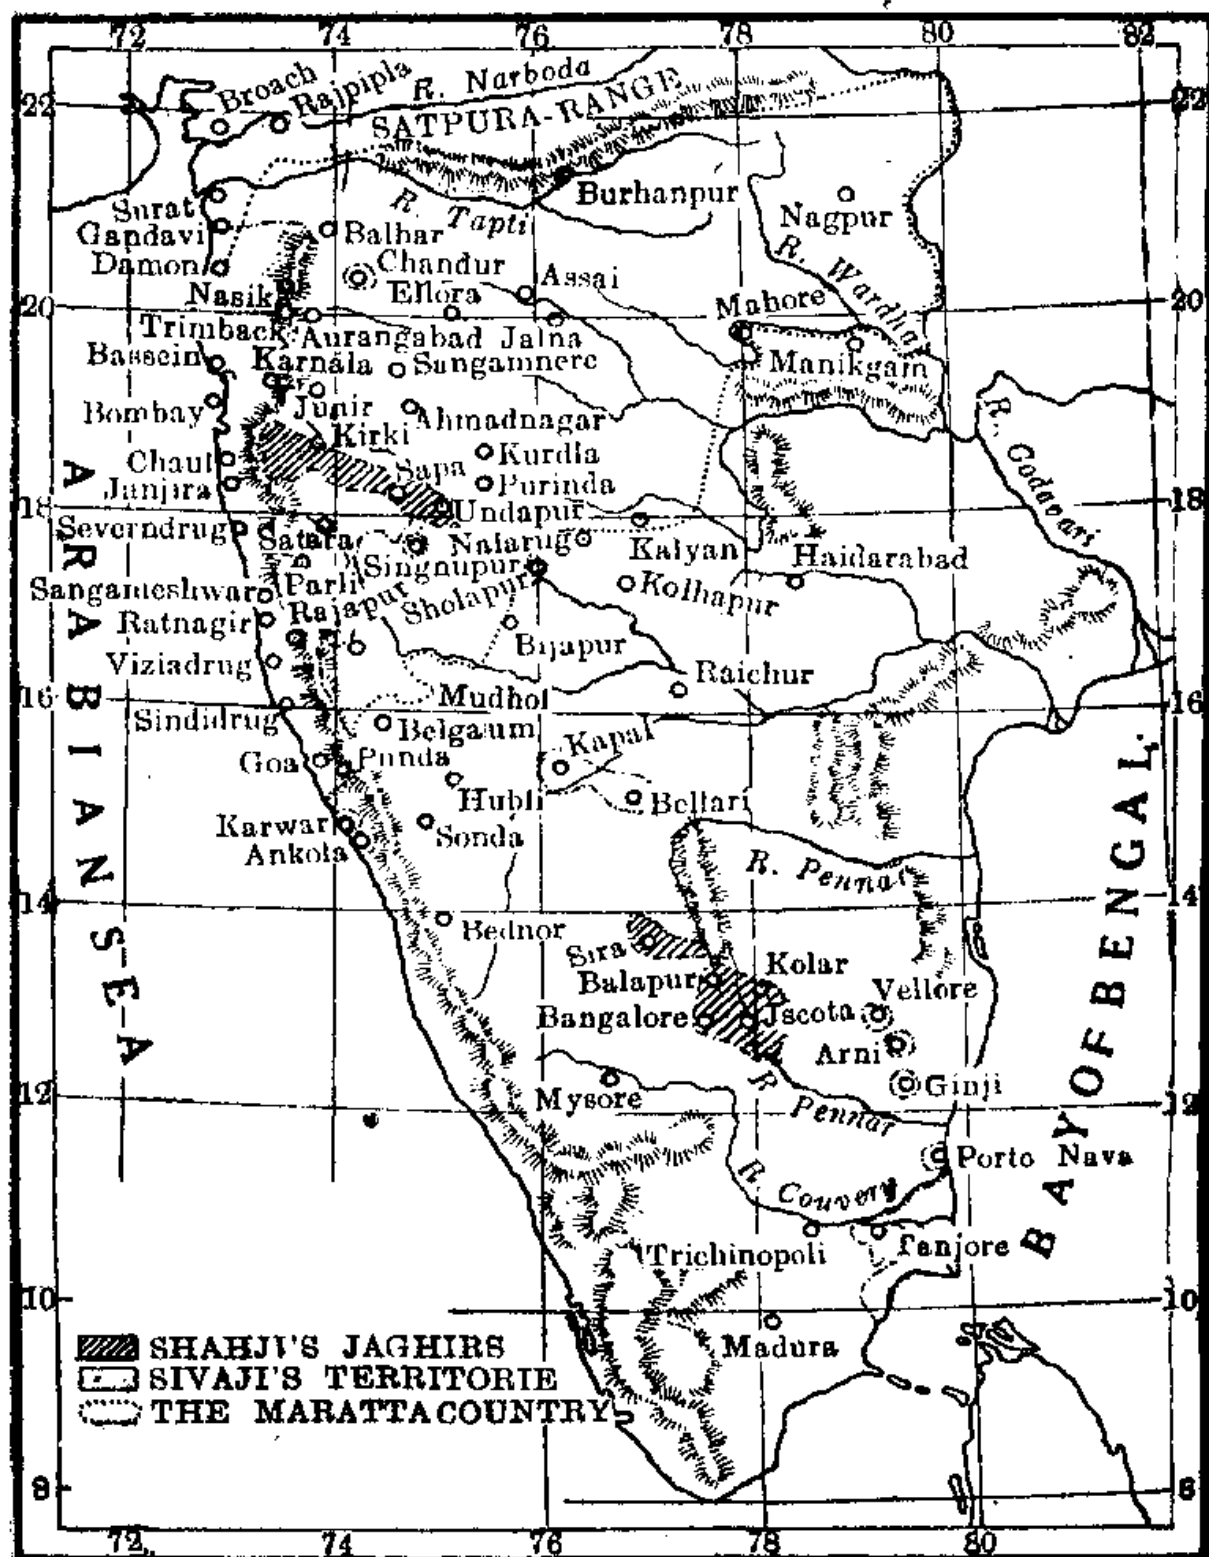 72 74 76 78 80 82
Broach
Rajpipla
R. Narboda
22 22
SATPURA-RANGE
Burhanpur
Surat
R. Tapti
Nagpur
Gandavi
Balhar
Damon
Chandur
R. Wardha
Assai
Nasik
Ellora
Mahore
20 20
Trimback
Aurangabad Jalna
Bassein
Karnála
Sangamnere
Manikgam
Bombay
Junir
Ahmadnagar
R. Godavari
Kirki
Kurdla
Chaul
Sapa
Purinda
Janjira
18 18
Undapur
Severndrug
Satara
Nalarug
Kalyan
Haidarabad
Singnupur
Sangameshwar
Parli
Sholapur
Kolhapur
Rajapur
Ratnagir
Bijapur
Viziadrug
Raichur
16 16
Mudhol
Sindidrug
Belgaum
Goa
Punda
Kapal
Hubli
Bellari
Karwar
Sonda
Ankola
R. Pennar
14 14
Bednor
Sira
Balapur
Kolar
Vellore
Bangalore
Jscota
Arni
Ginji
12 12
Mysore
R. Pennar
Porto Nava
R. Couvery
Trichinopoli
Tanjore
10 10
Madura
ARABIAN SEA
BAY OF BENGAL.
SHAHJI'S JAGHIRS
SIVAJI'S TERRITORIE
THE MARATTA COUNTRY
8 8
72 74 76 78 80